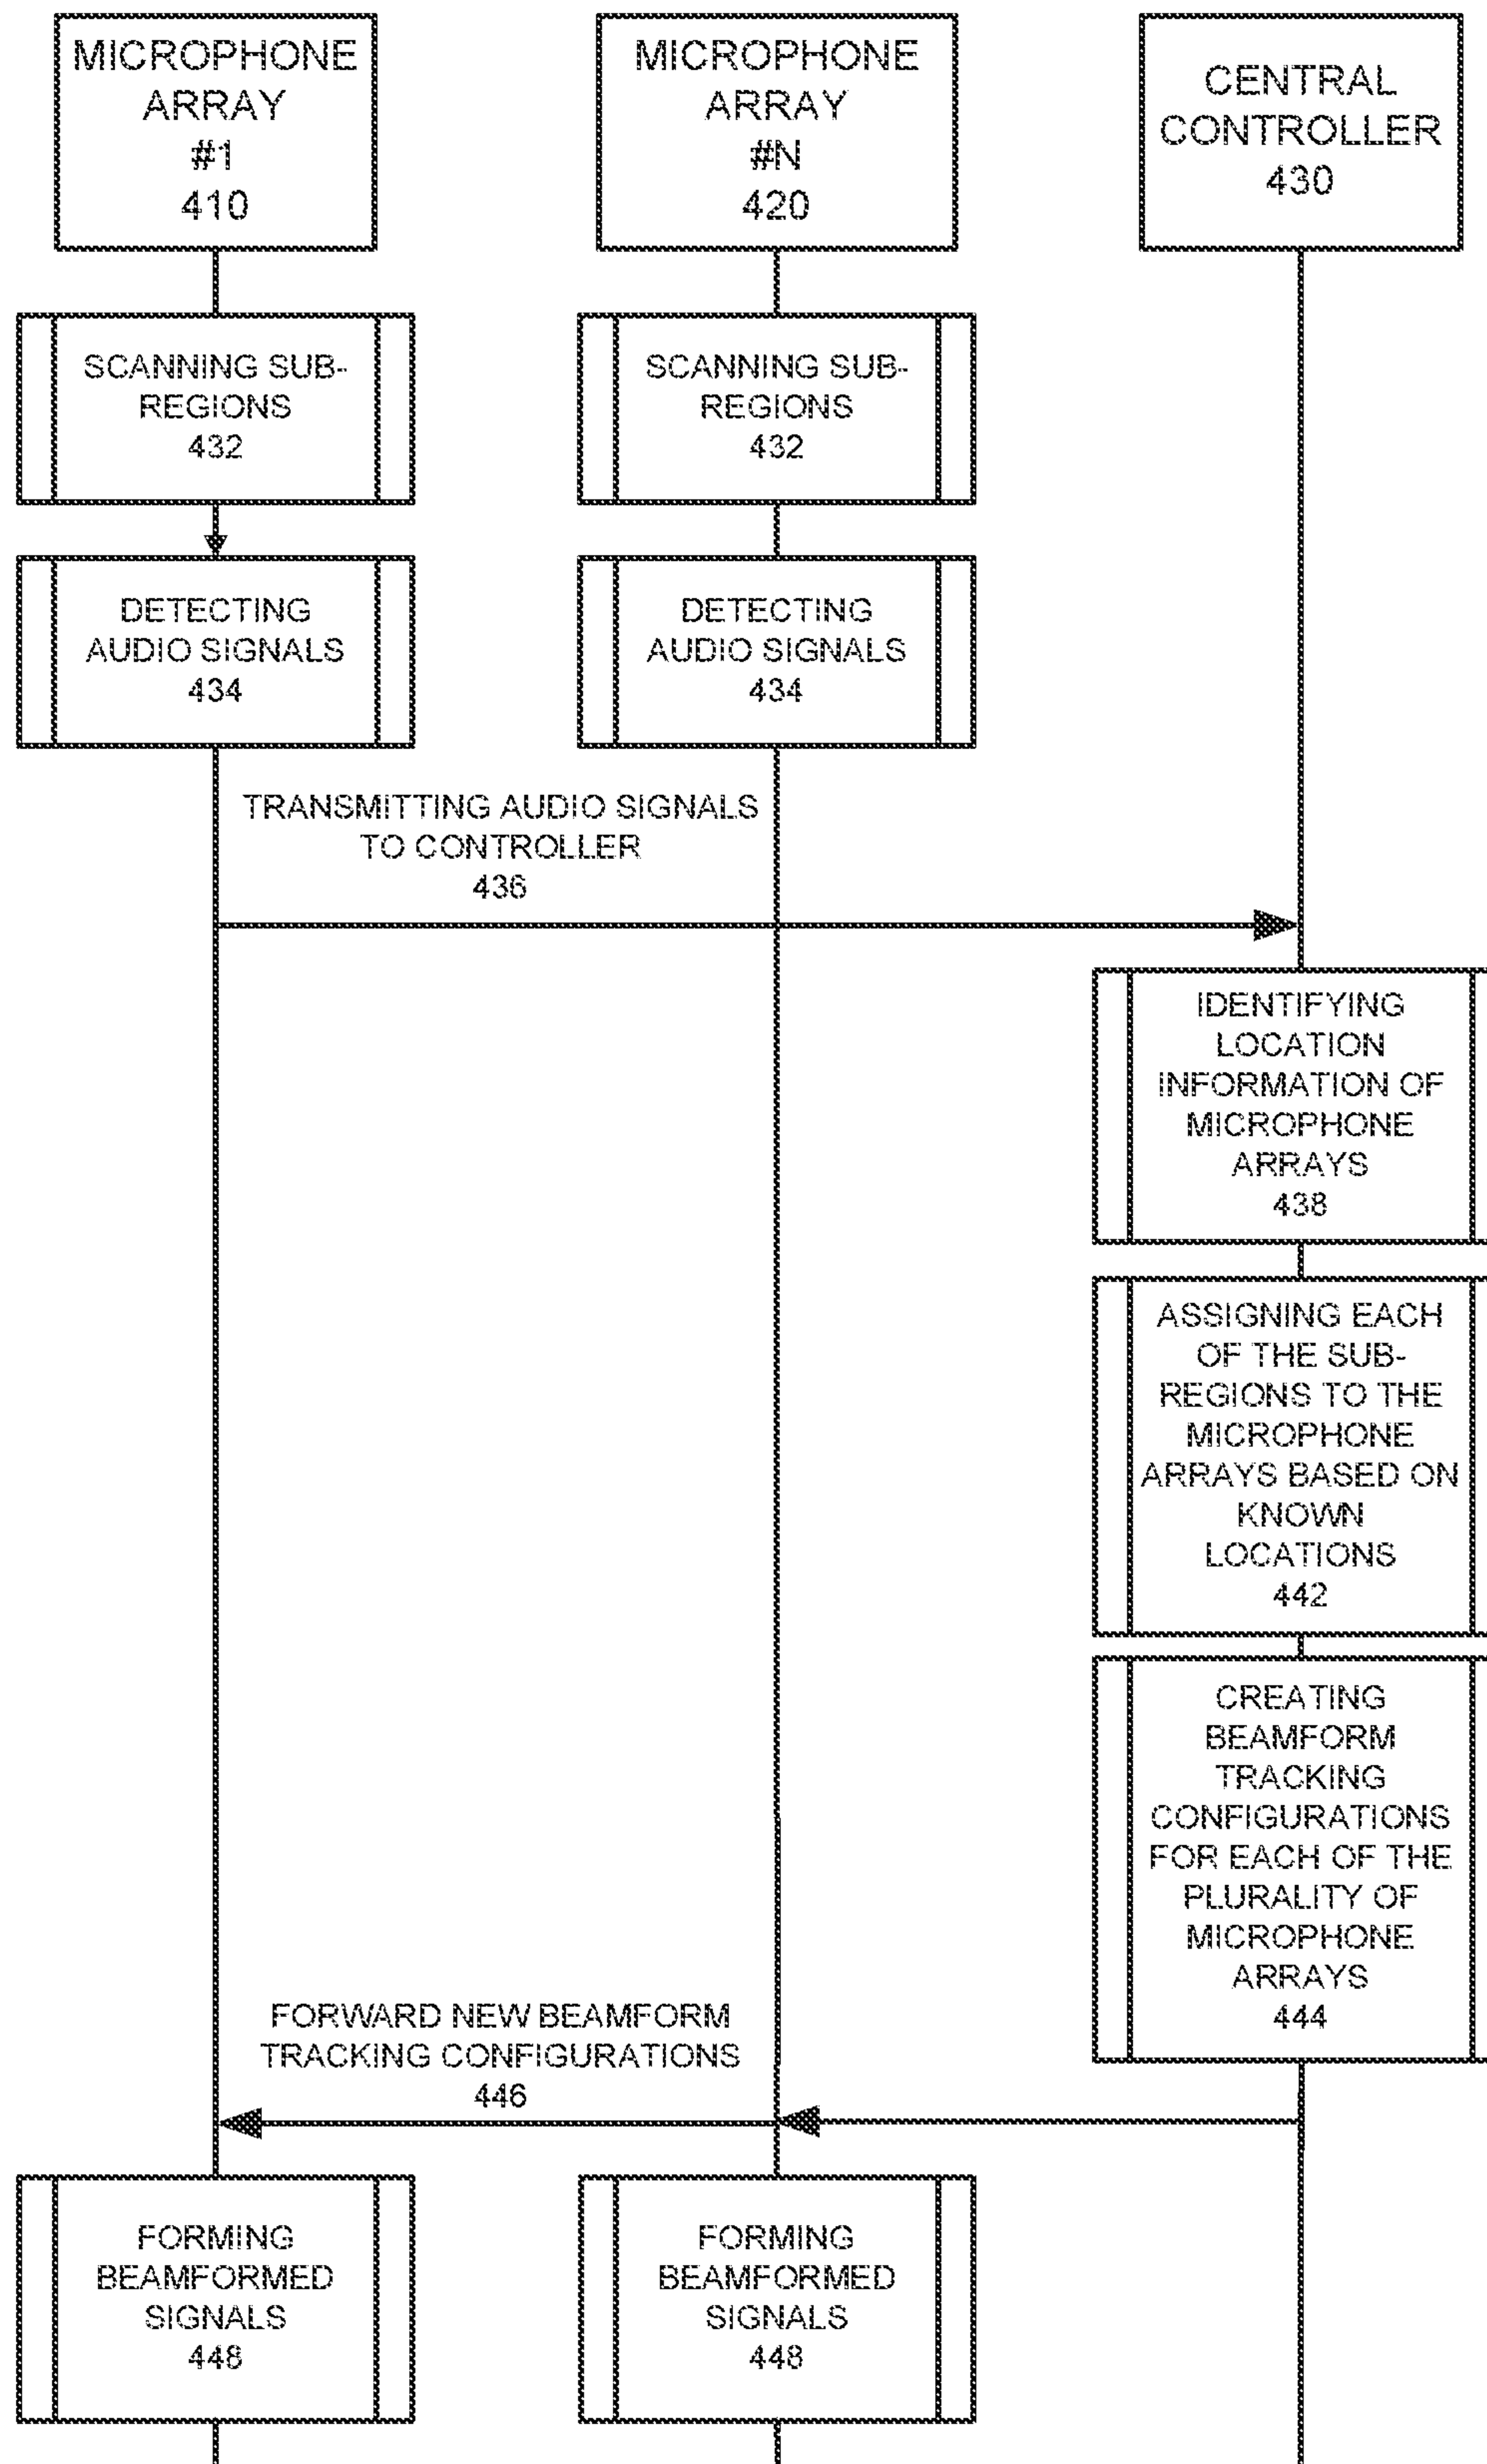 MICROPHONE
ARRAY
#1
410
MICROPHONE
ARRAY
#N
420
CENTRAL
CONTROLLER
430
SCANNING SUB-
REGIONS
432
SCANNING SUB-
REGIONS
432
DETECTING
AUDIO SIGNALS
434
DETECTING
AUDIO SIGNALS
434
TRANSMITTING AUDIO SIGNALS
TO CONTROLLER
436
IDENTIFYING
LOCATION
INFORMATION OF
MICROPHONE
ARRAYS
438
ASSIGNING EACH
OF THE SUB-
REGIONS TO THE
MICROPHONE
ARRAYS BASED ON
KNOWN
LOCATIONS
442
CREATING
BEAMFORM
TRACKING
CONFIGURATIONS
FOR EACH OF THE
PLURALITY OF
MICROPHONE
ARRAYS
444
FORWARD NEW BEAMFORM
TRACKING CONFIGURATIONS
446
FORMING
BEAMFORMED
SIGNALS
448
FORMING
BEAMFORMED
SIGNALS
448